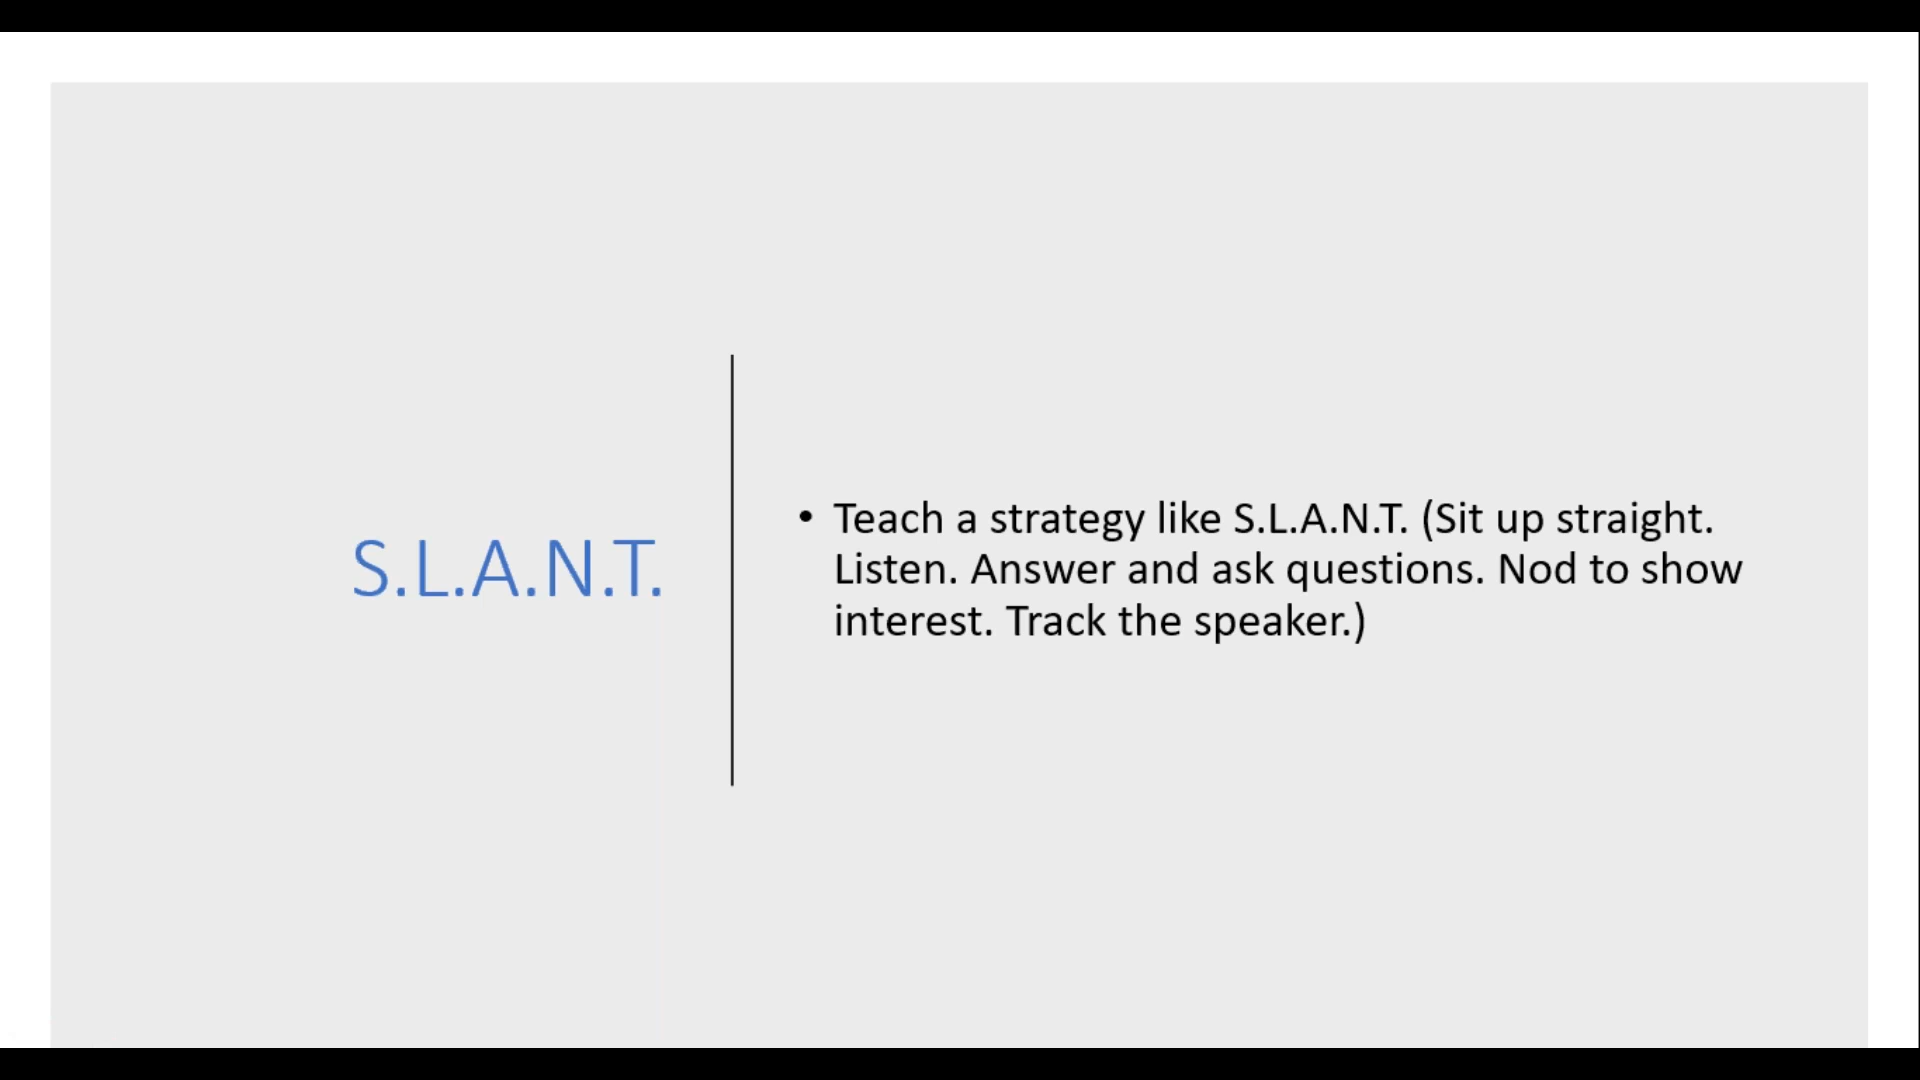 S.L.A.N.T.
• Teach a strategy like S.L.A.N.T. (Sit up straight.
Listen. Answer and ask questions. Nod to show
interest. Track the speaker.)